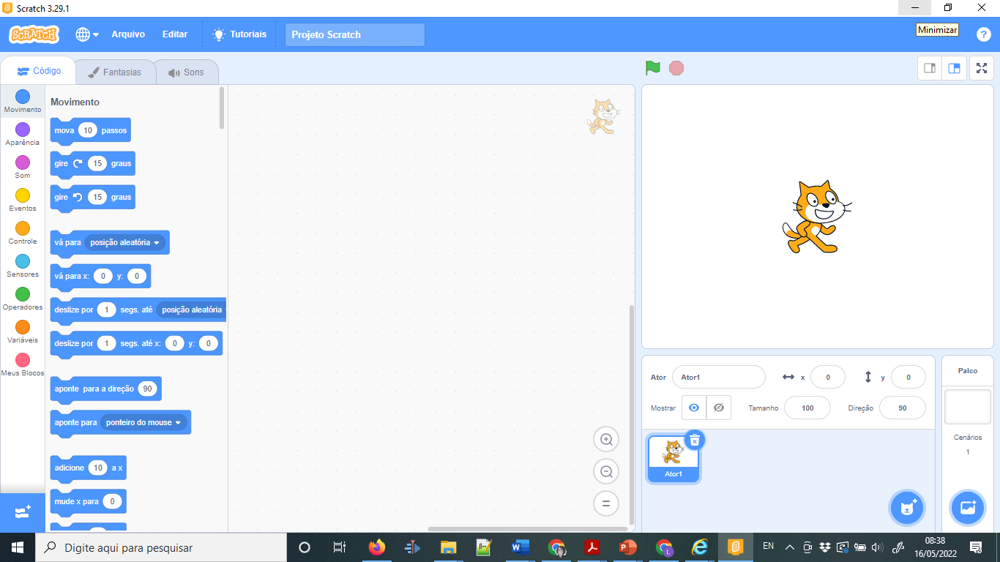 Scratch 3.29.1
SCRATCH
Arquivo
Editar
Tutoriais
Projeto Scratch
Minimizar
?
Código
Fantasias
Sons
Movimento
Aparência
Som
Eventos
Controle
Sensores
Operadores
Variáveis
Meus Blocos
Movimento
mova 10 passos
gire 15 graus
gire 15 graus
vá para posição aleatória
vá para x: 0 y: 0
deslize por 1 segs. até posição aleatória
deslize por 1 segs. até x: 0 y: 0
aponte para a direção 90
aponte para ponteiro do mouse
adicione 10 a x
mude x para 0
Ator Ator1 x 0 y 0
Mostrar Tamanho 100 Direção 90
Ator1
Palco
Cenários
1
Digite aqui para pesquisar
EN
08:38
16/05/2022